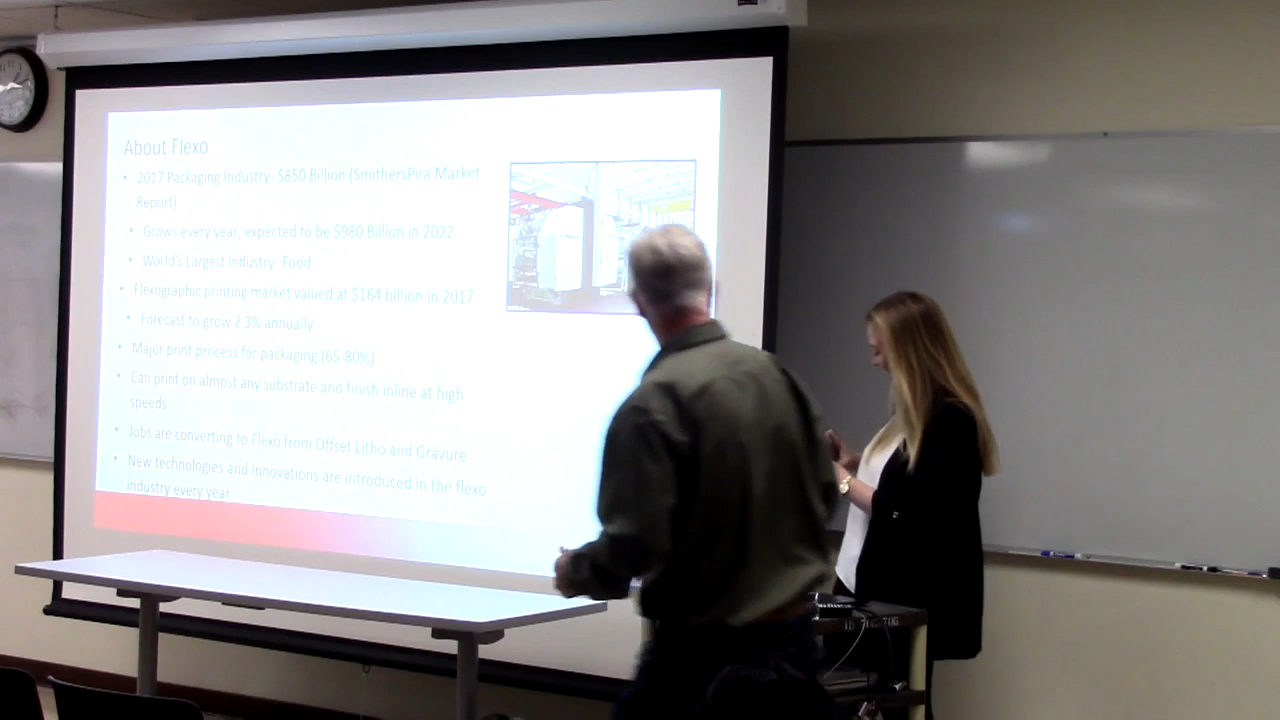 About Flexo
2017 Packaging Industry- $850 Billion (SmithersPira Market
Report)
Grows every year, expected to be $980 Billion in 2022
World's Largest Industry- Food
Flexographic printing market valued at $164 billion in 2017
Forecast to grow 2.3% annually
Major print process for packaging (65-80%)
Can print on almost any substrate and finish inline at high
speeds
Jobs are converting to Flexo from Offset Litho and Gravure
New technologies and innovations are introduced in the flexo
industry every year